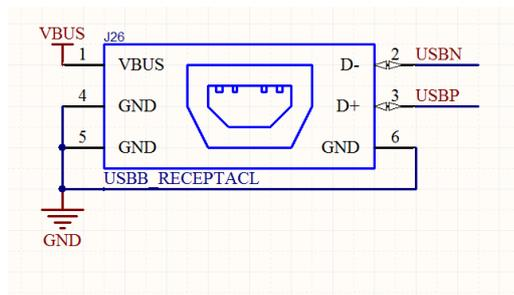 VBUS
J26
1
VBUS
D-
2
USBN
4
GND
D+
3
USBP
5
GND
GND
6
USBB_RECEPTACL
GND